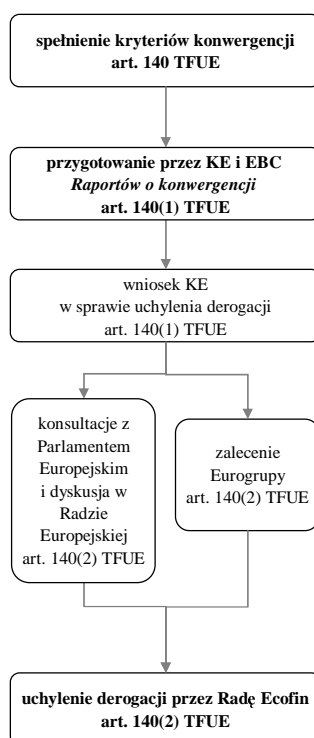 spełnienie kryteriów konwergencji
art. 140 TFUE
przygotowanie przez KE i EBC
Raportów o konwergencji
art. 140(1) TFUE
wniosek KE
w sprawie uchylenia derogacji
art. 140(1) TFUE
konsultacje z
Parlamentem
Europejskim
i dyskusja w
Radzie
Europejskiej
art. 140(2) TFUE
zalecenie
Eurogrupy
art. 140(2) TFUE
uchylenie derogacji przez Radę Ecofin
art. 140(2) TFUE